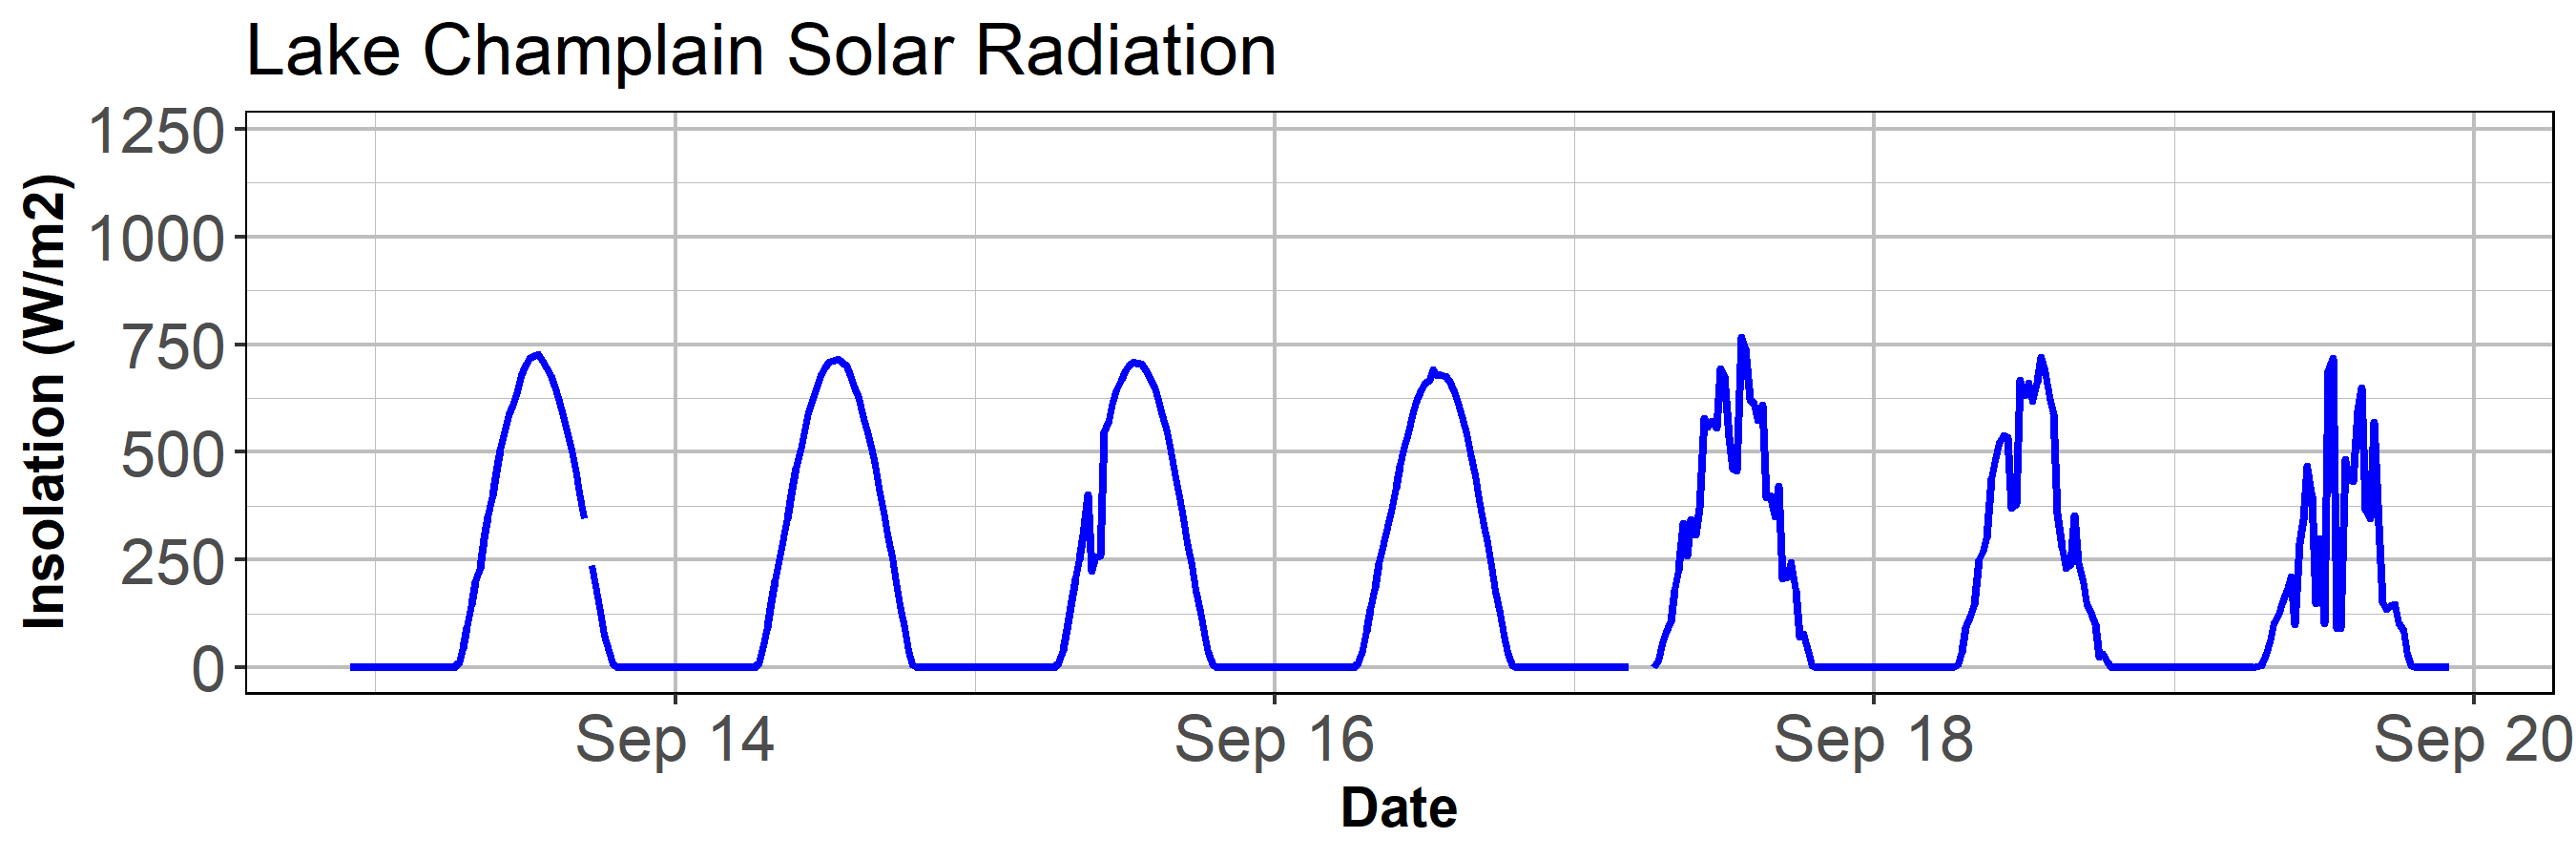 Lake Champlain Solar Radiation
1250
1000
750
500
250
0
Insolation (W/m2)
Sep 14
Sep 16
Sep 18
Sep 20
Date